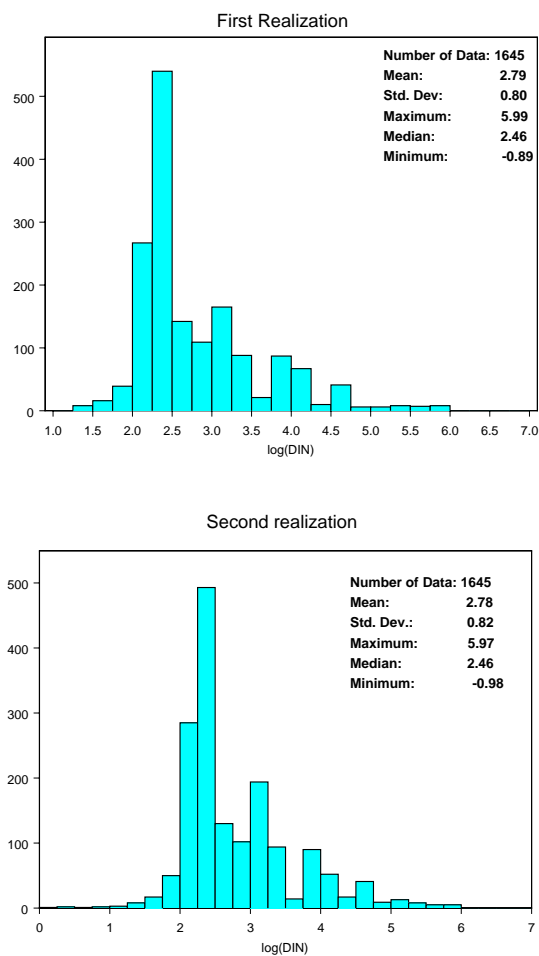 First Realization
Number of Data: 1645
Mean: 2.79
Std. Dev: 0.80
Maximum: 5.99
Median: 2.46
Minimum: -0.89
500
400
300
200
100
0
1.0 1.5 2.0 2.5 3.0 3.5 4.0 4.5 5.0 5.5 6.0 6.5 7.0
log(DIN)
Second realization
Number of Data: 1645
Mean: 2.78
Std. Dev.: 0.82
Maximum: 5.97
Median: 2.46
Minimum: -0.98
500
400
300
200
100
0
0 1 2 3 4 5 6 7
log(DIN)